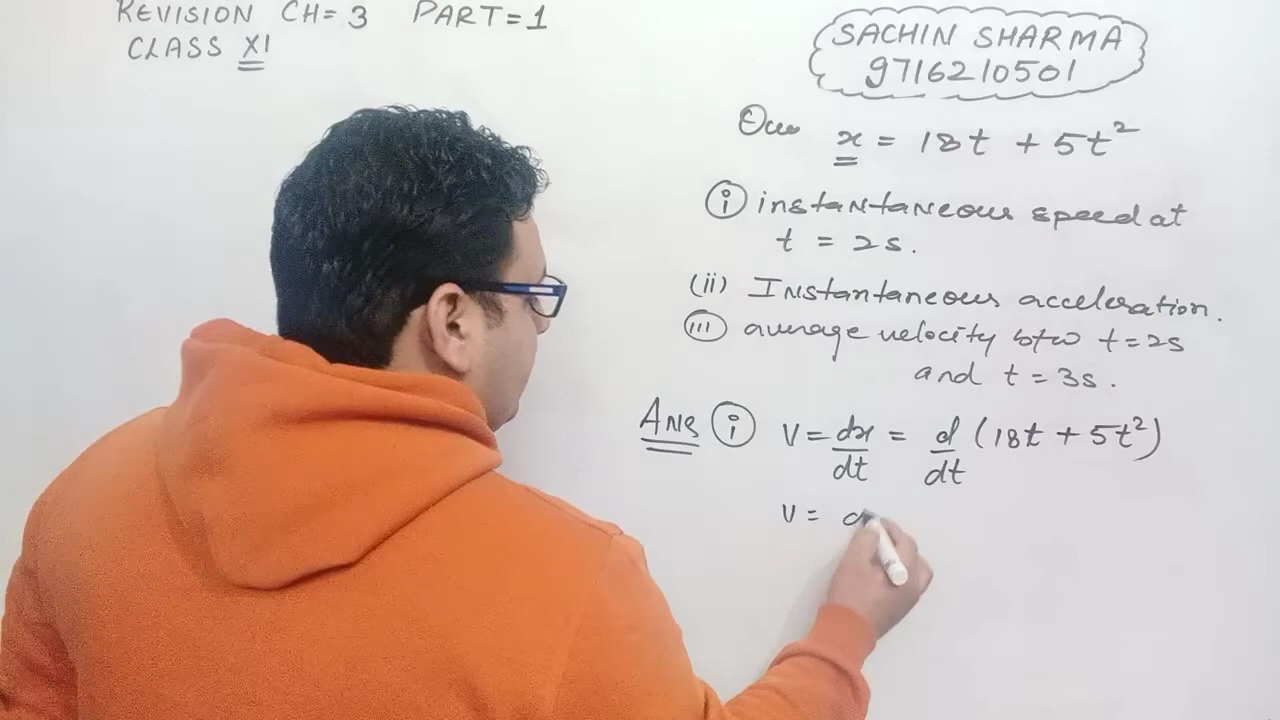 REVISION CH=3 PART=1
CLASS XI
SACHIN SHARMA
9716210501
x = 18t + 5t²
(i) instantaneous speed at
t = 2s.
(ii) Instantaneous acceleration.
(iii) average velocity btw t=2s
and t=3s.
Ans (i) V = dx/dt = d/dt (18t + 5t²)
V = d